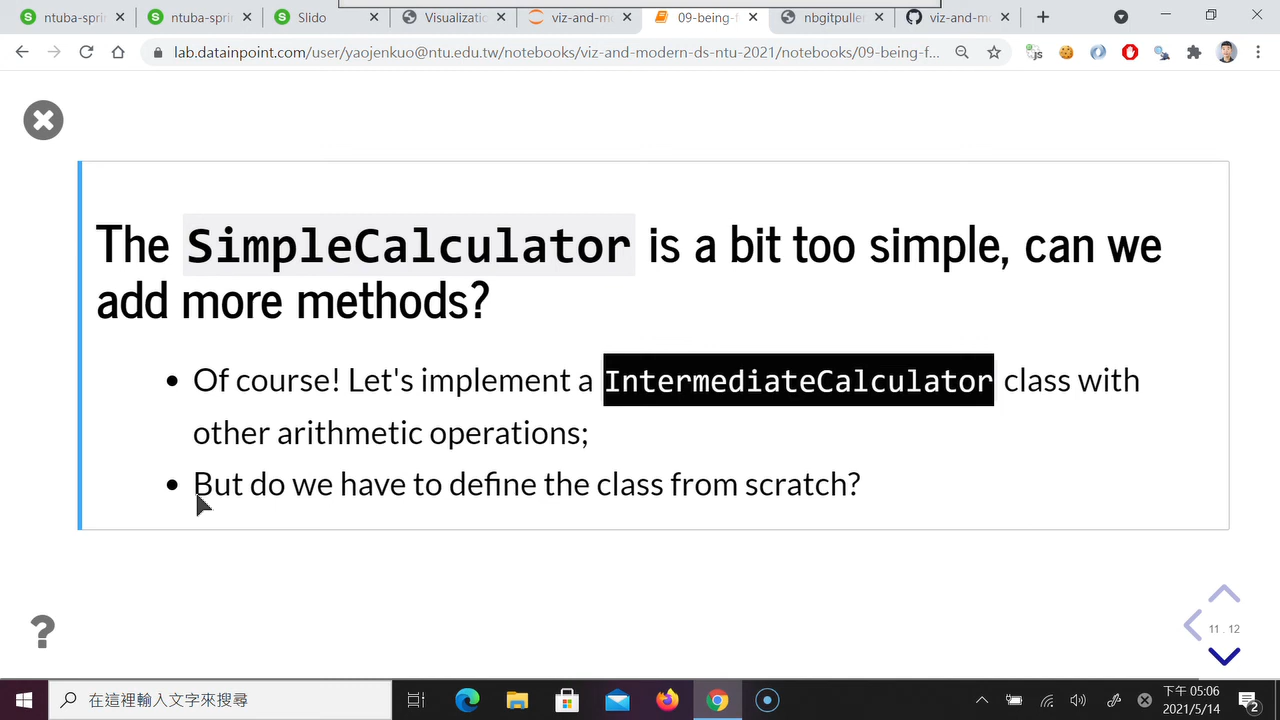 ntuba-spri
ntuba-spri
Slido
Visualizatio
viz-and-mo
09-being-f
nbgitpuller
viz-and-mo
lab.datainpoint.com/user/yaojenkuo@ntu.edu.tw/notebooks/viz-and-modern-ds-ntu-2021/notebooks/09-being-f...
The SimpleCalculator is a bit too simple, can we
add more methods?
Of course! Let's implement a IntermediateCalculator class with
other arithmetic operations;
But do we have to define the class from scratch?
?
11 . 12
在這裡輸入文字來搜尋
下午 05:06
2021/5/14
2